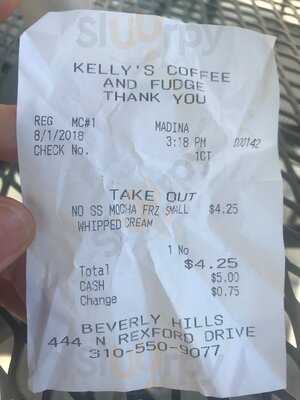 Slurrpy
KELLY'S COFFEE
AND FUDGE
THANK YOU
REG MC#1 MADINA
8/1/2018 3:18 PM 000142
CHECK No. 1CT
TAKE OUT
NO SS MOCHA FRZ SMALL $4.25
WHIPPED CREAM
1 No
Total $4.25
CASH $5.00
Change $0.75
BEVERLY HILLS
444 N REXFORD DRIVE
310-550-9077